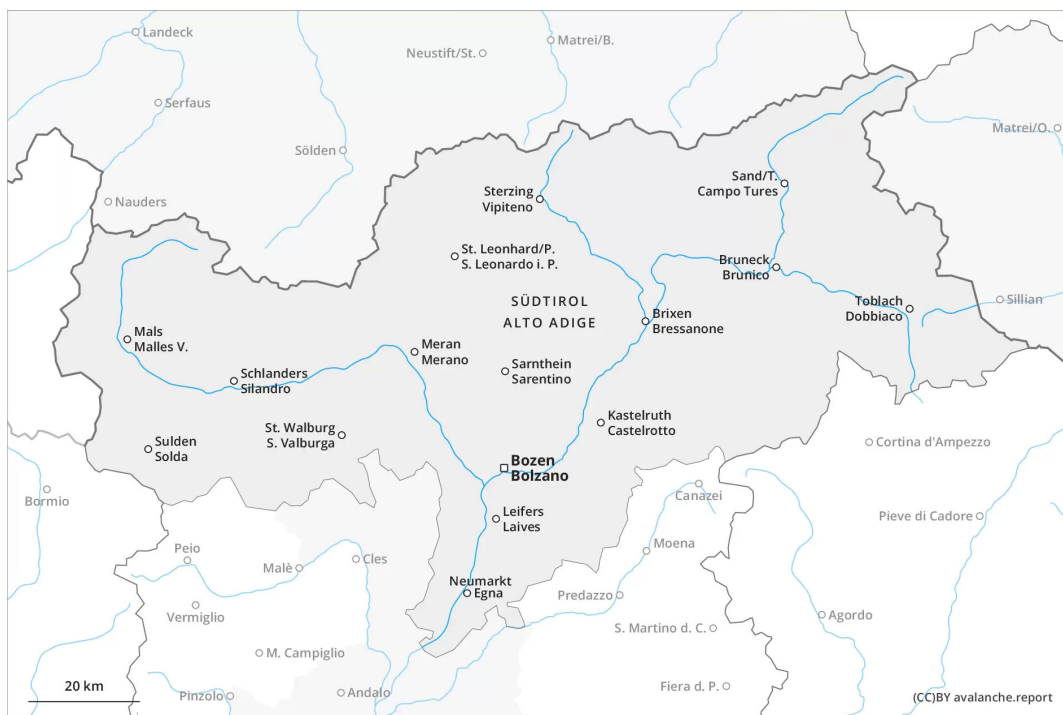 Landeck
Neustift/St.
Matrei/B.
Serfaus
Matrei/O.
Sölden
Nauders
Sterzing
Vipiteno
Sand/T.
Campo Tures
St. Leonhard/P.
S. Leonardo i. P.
Bruneck
Brunico
SÜDTIROL
ALTO ADIGE
Toblach
Dobbiaco
Sillian
Brixen
Bressanone
Mals
Malles V.
Meran
Merano
Sarnthein
Sarentino
Schlanders
Silandro
Kastelruth
Castelrotto
St. Walburg
S. Valburga
Sulden
Solda
Cortina d'Ampezzo
Bozen
Bolzano
Bormio
Canazei
Leifers
Laives
Pieve di Cadore
Peio
Malè
Cles
Moena
Neumarkt
Egna
Predazzo
Vermiglio
Agordo
S. Martino d. C.
M. Campiglio
20 km
Pinzolo
Andalo
Fiera d. P.
(CC)BY avalanche.report